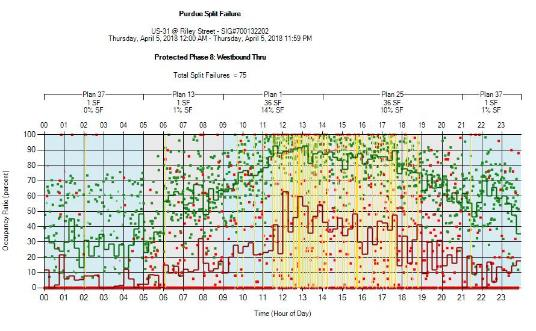 Purdue Split Failure
US-31 @ Riley Street - SIG#700132202
Thursday, April 5, 2018 12:00 AM - Thursday, April 5, 2018 11:59 PM
Protected Phase 8: Westbound Thru
Total Split Failures = 75
Plan 37 Plan 13 Plan 1 Plan 25 Plan 37
1 SF 1 SF 36 SF 36 SF 1 SF
0% SF 1% SF 14% SF 10% SF 1% SF
00 01 02 03 04 05 06 07 08 09 10 11 12 13 14 15 16 17 18 19 20 21 22 23
100
90
80
70
60
50
40
30
20
10
0
Occupancy Ratio (percent)
00 01 02 03 04 05 06 07 08 09 10 11 12 13 14 15 16 17 18 19 20 21 22 23
Time (Hour of Day)